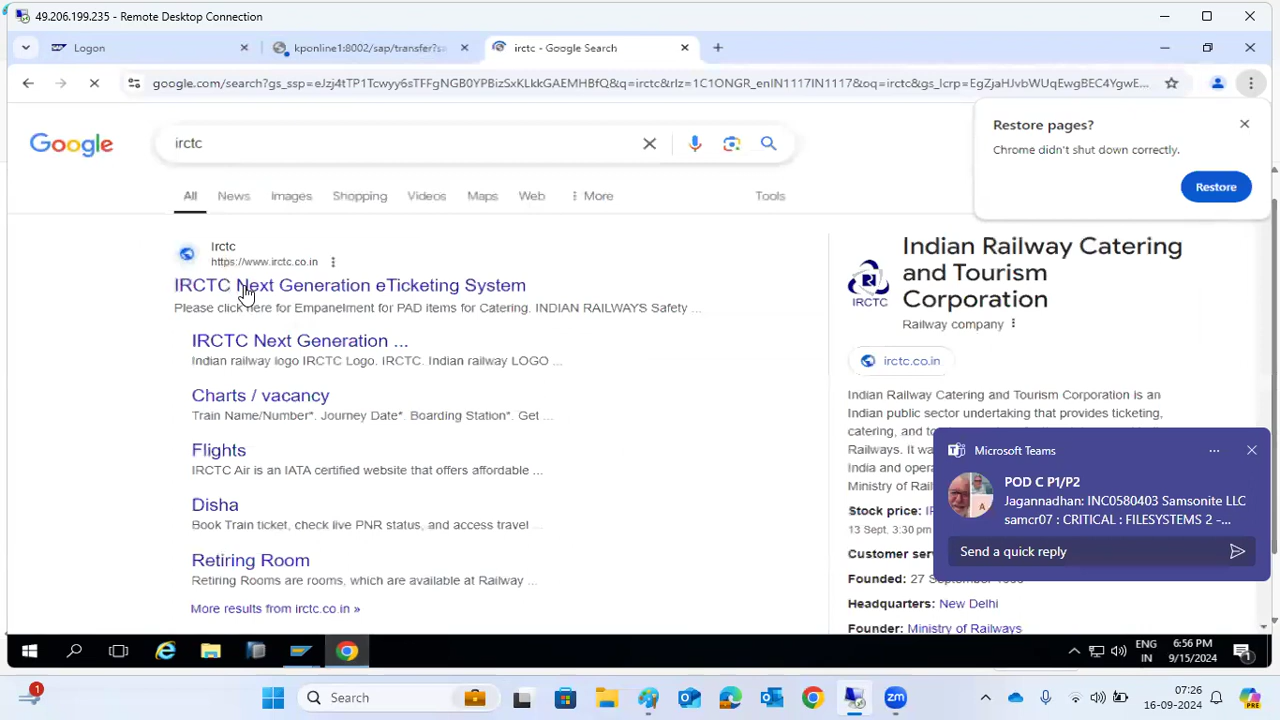 49.206.199.235 - Remote Desktop Connection
Logon
kponline1:8002/sap/transfer?sa
irctc - Google Search
google.com/search?gs_ssp=eJzj4tTP1Tcwyy6sTFFgNGB0YPBizSxKLkkGAEMHBfQ&q=irctc&rlz=1C1ONGR_enIN1117IN1117&oq=irctc&gs_lcrp=EgZjaHJvbWUqEwgBEC4YgwE...
Restore pages?
Chrome didn't shut down correctly.
Restore
Google
irctc
All News Images Shopping Videos Maps Web More Tools
Irctc
https://www.irctc.co.in
IRCTC Next Generation eTicketing System
Please click here for Empanelment for PAD items for Catering. INDIAN RAILWAYS Safety ...
IRCTC Next Generation ...
Indian railway logo IRCTC Logo. IRCTC. Indian railway LOGO ...
Charts / vacancy
Train Name/Number*. Journey Date*. Boarding Station*. Get ...
Flights
IRCTC Air is an IATA certified website that offers affordable ...
Disha
Book Train ticket, check live PNR status, and access travel ...
Retiring Room
Retiring Rooms are rooms, which are available at Railway ...
More results from irctc.co.in »
IRCTC
Indian Railway Catering
and Tourism
Corporation
Railway company
irctc.co.in
Indian Railway Catering and Tourism Corporation is an
Indian public sector undertaking that provides ticketing,
catering, and to
Railways. It wa
India and opera
Ministry of Rail
Stock price:
13 Sept, 3:30 pm
Customer ser
Founded: 27
Headquarters: New Delhi
Founder: Ministry of Railways
Microsoft Teams
POD C P1/P2
Jagannadhan: INC0580403 Samsonite LLC
samcr07 : CRITICAL : FILESYSTEMS 2 -...
Send a quick reply
A
ENG
IN
6:56 PM
9/15/2024
1
1
Search
07:26
16-09-2024
PRE